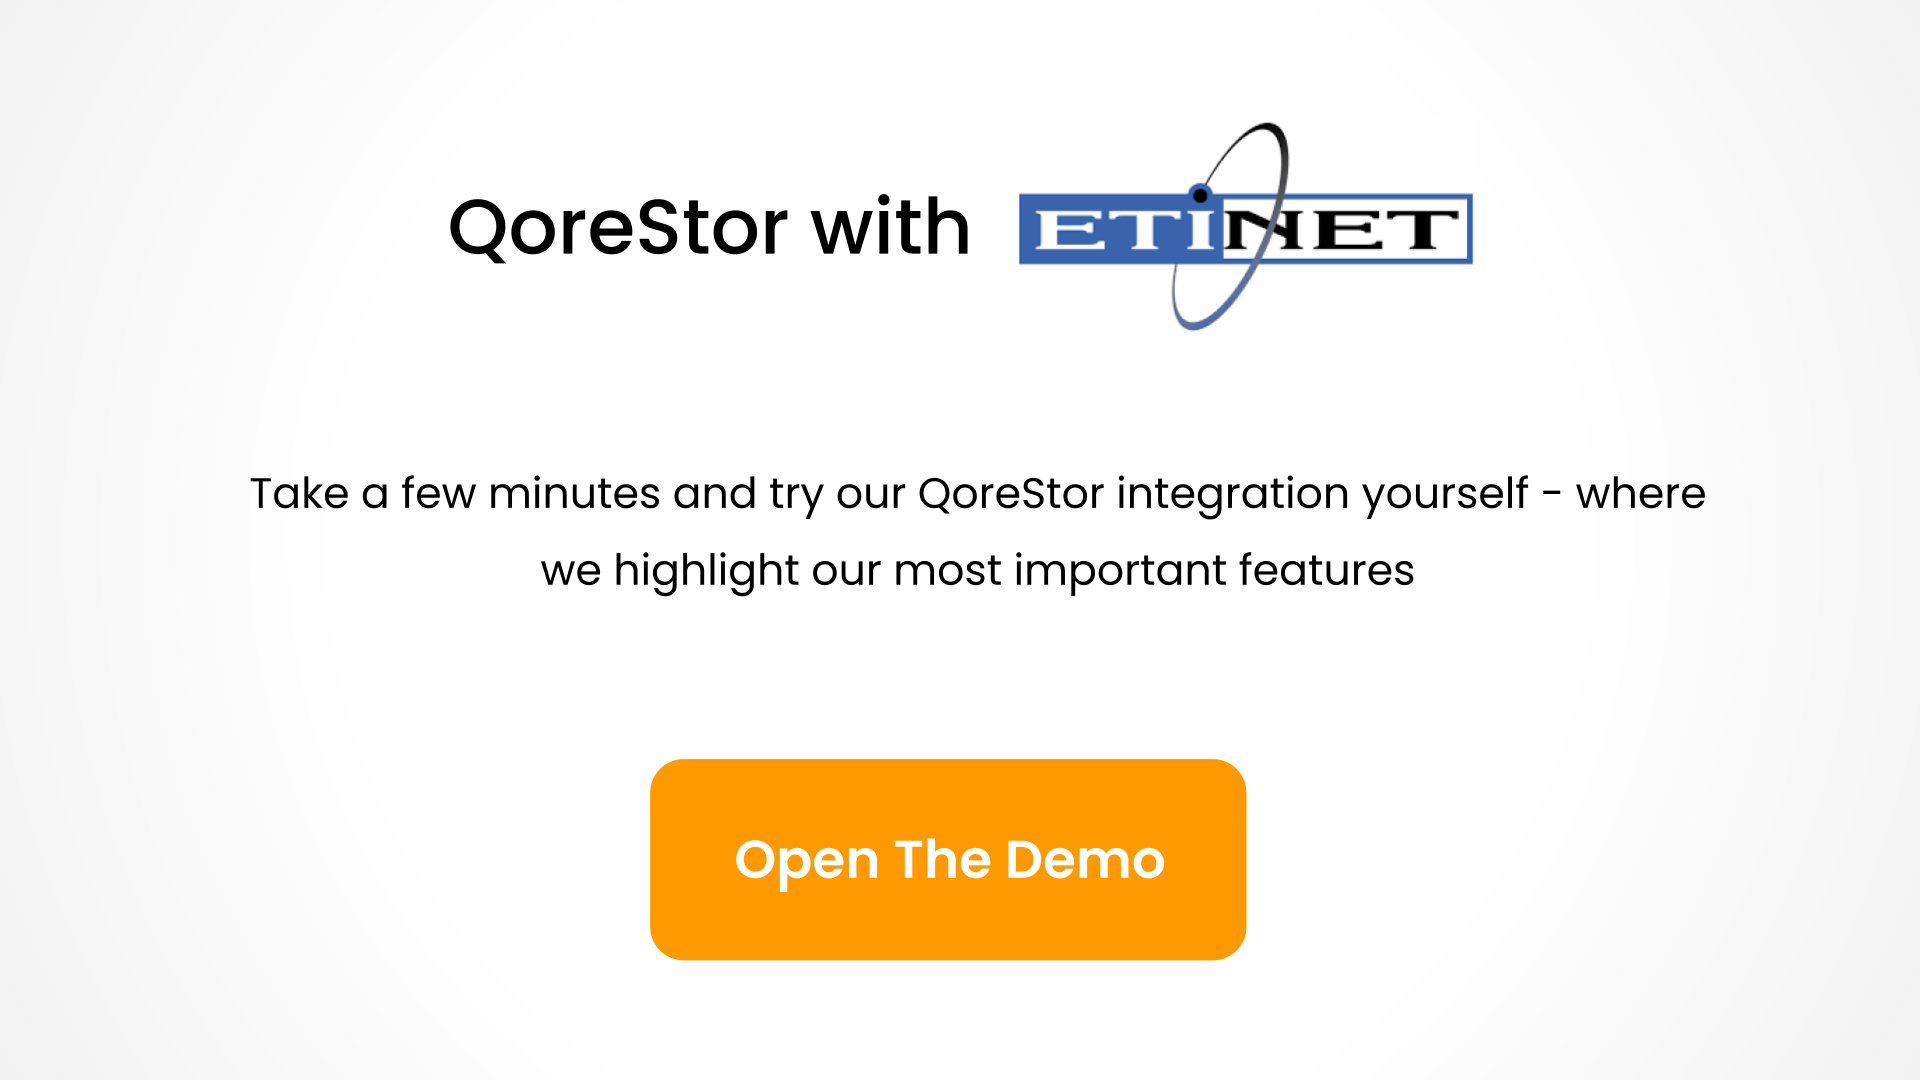 QoreStor with ETINET
Take a few minutes and try our QoreStor integration yourself - where
we highlight our most important features
Open The Demo